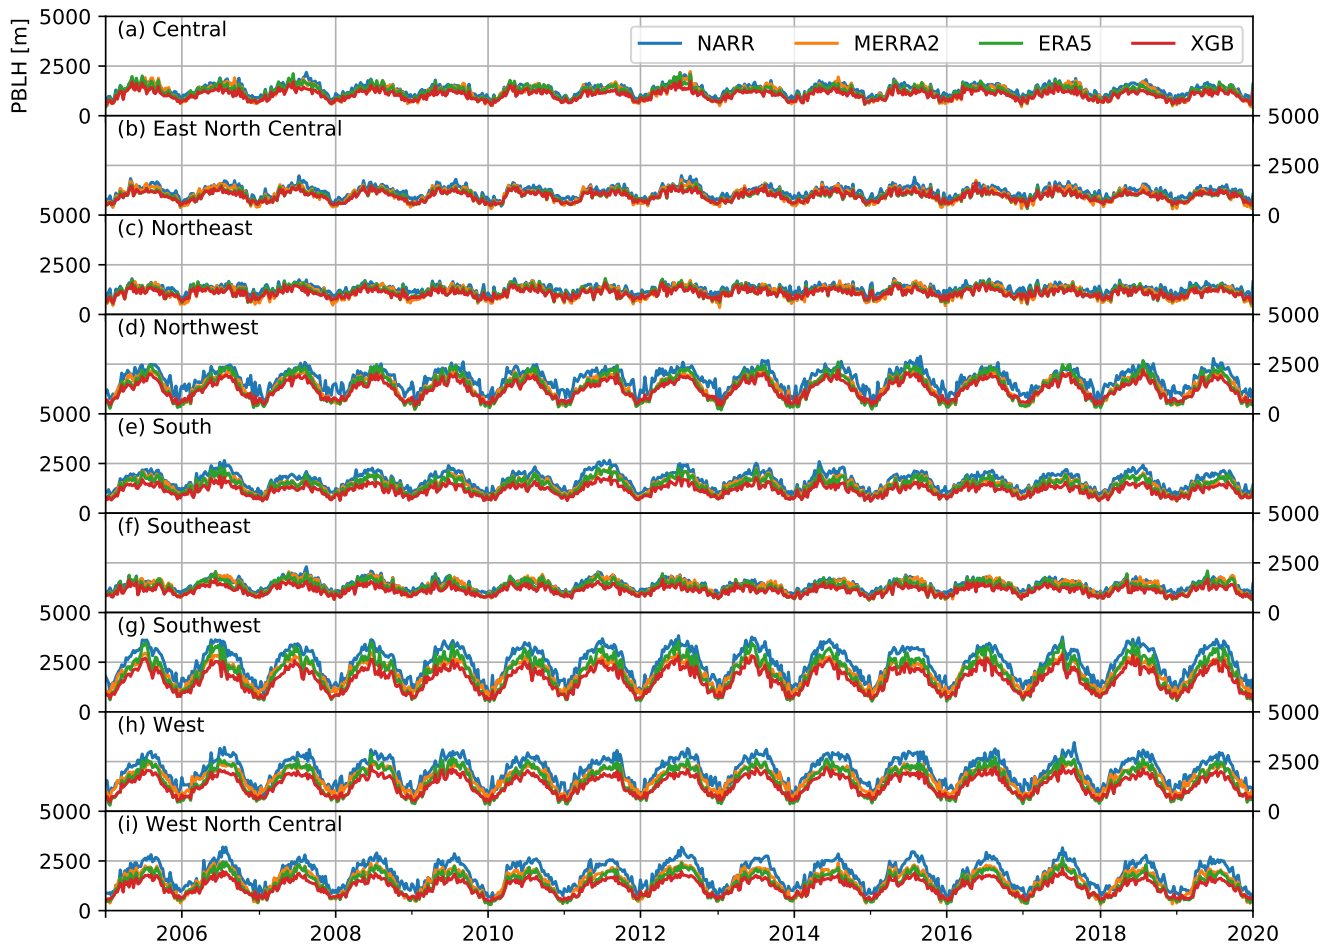 5000
(a) Central
NARR
MERRA2
ERA5
XGB
PBLH [m]
2500
0
5000
(b) East North Central
2500
5000
0
(c) Northeast
2500
0
5000
(d) Northwest
2500
5000
0
(e) South
2500
0
5000
(f) Southeast
2500
5000
0
(g) Southwest
2500
0
5000
(h) West
2500
5000
0
(i) West North Central
2500
0
2006
2008
2010
2012
2014
2016
2018
2020